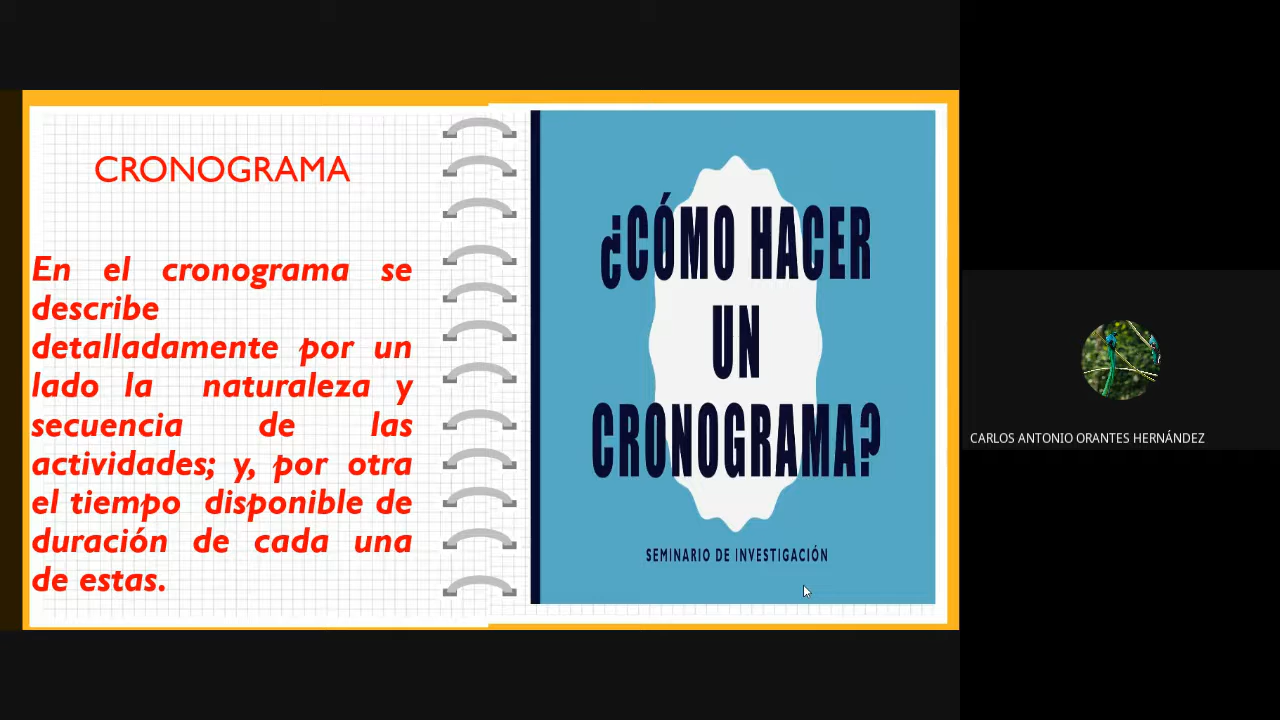 CRONOGRAMA
En el cronograma se
describe
detalladamente por un
lado la naturaleza y
secuencia de las
actividades; y, por otra
el tiempo disponible de
duración de cada una
de estas.
¿CÓMO HACER
UN
CRONOGRAMA?
SEMINARIO DE INVESTIGACIÓN
CARLOS ANTONIO ORANTES HERNÁNDEZ